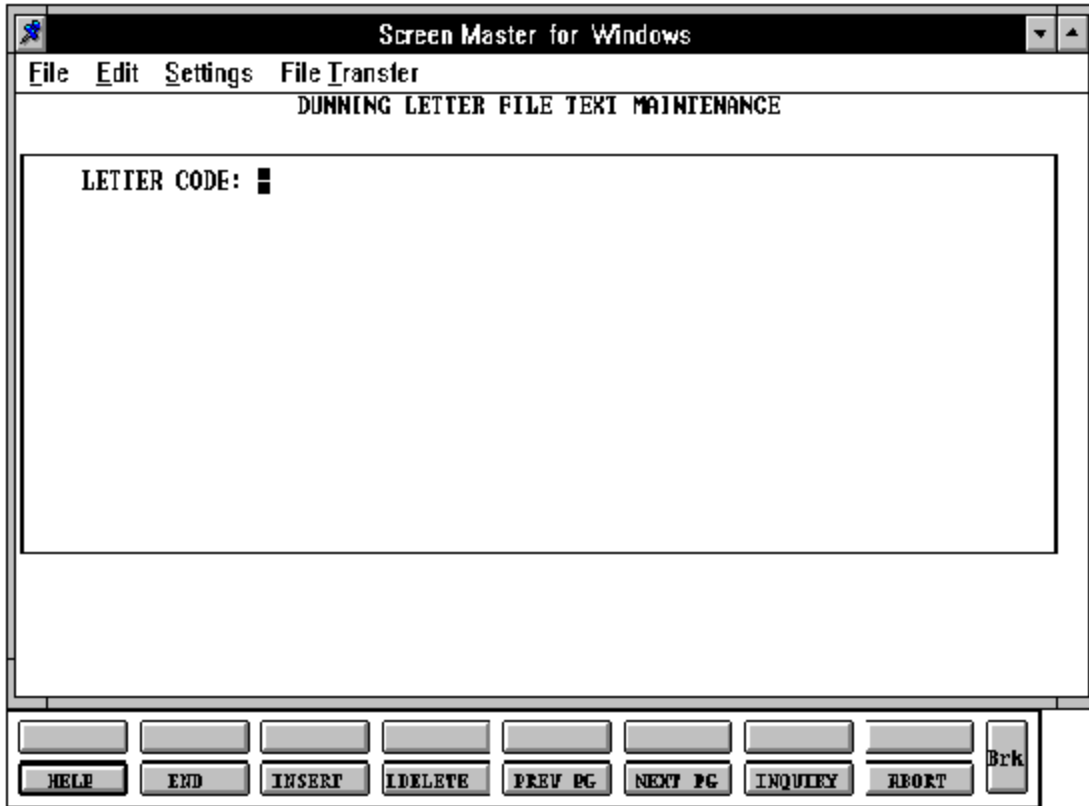 Screen Master for Windows
File Edit Settings File Transfer
DUNNING LETTER FILE TEXT MAINTENANCE
LETTER CODE:
Brk
HELP END INSERT IDELETE PREV PG NEXT PG INQUIRY ABORT